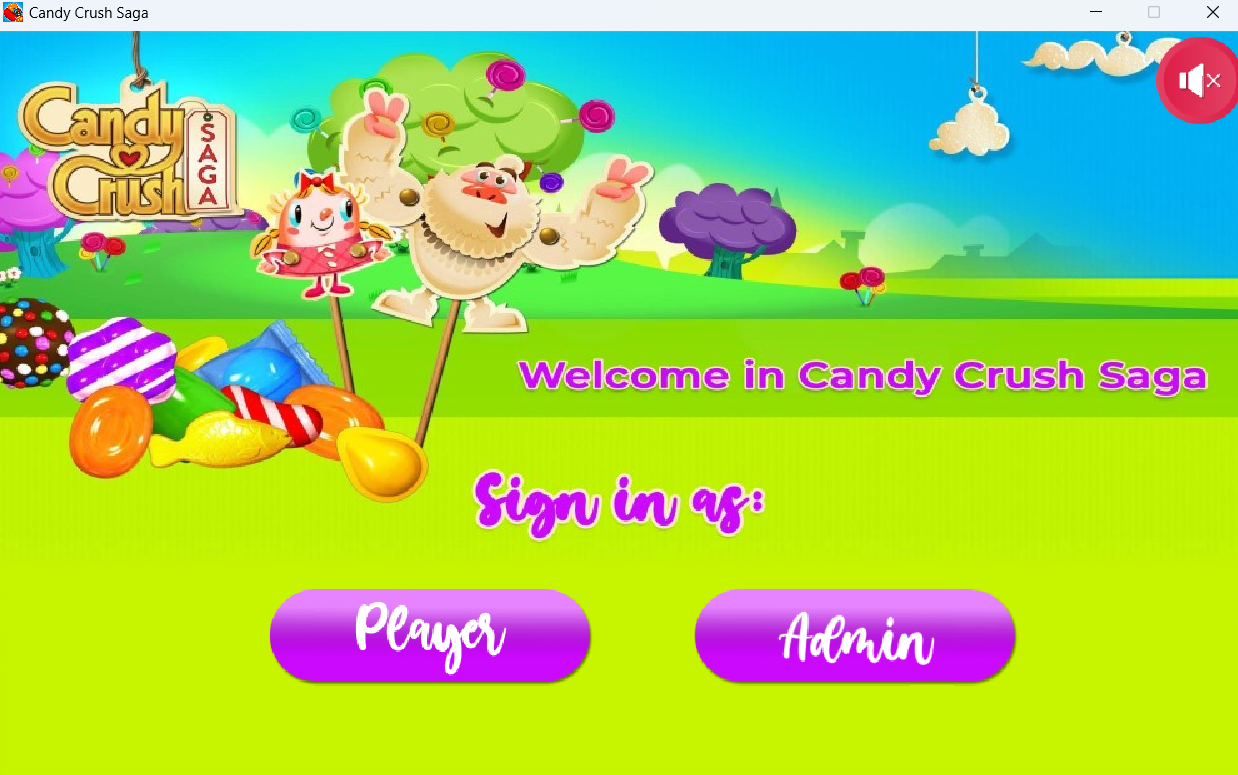 Candy Crush Saga
Candy
Crush
SAGA
Welcome in Candy Crush Saga
Sign in as:
Player
Admin